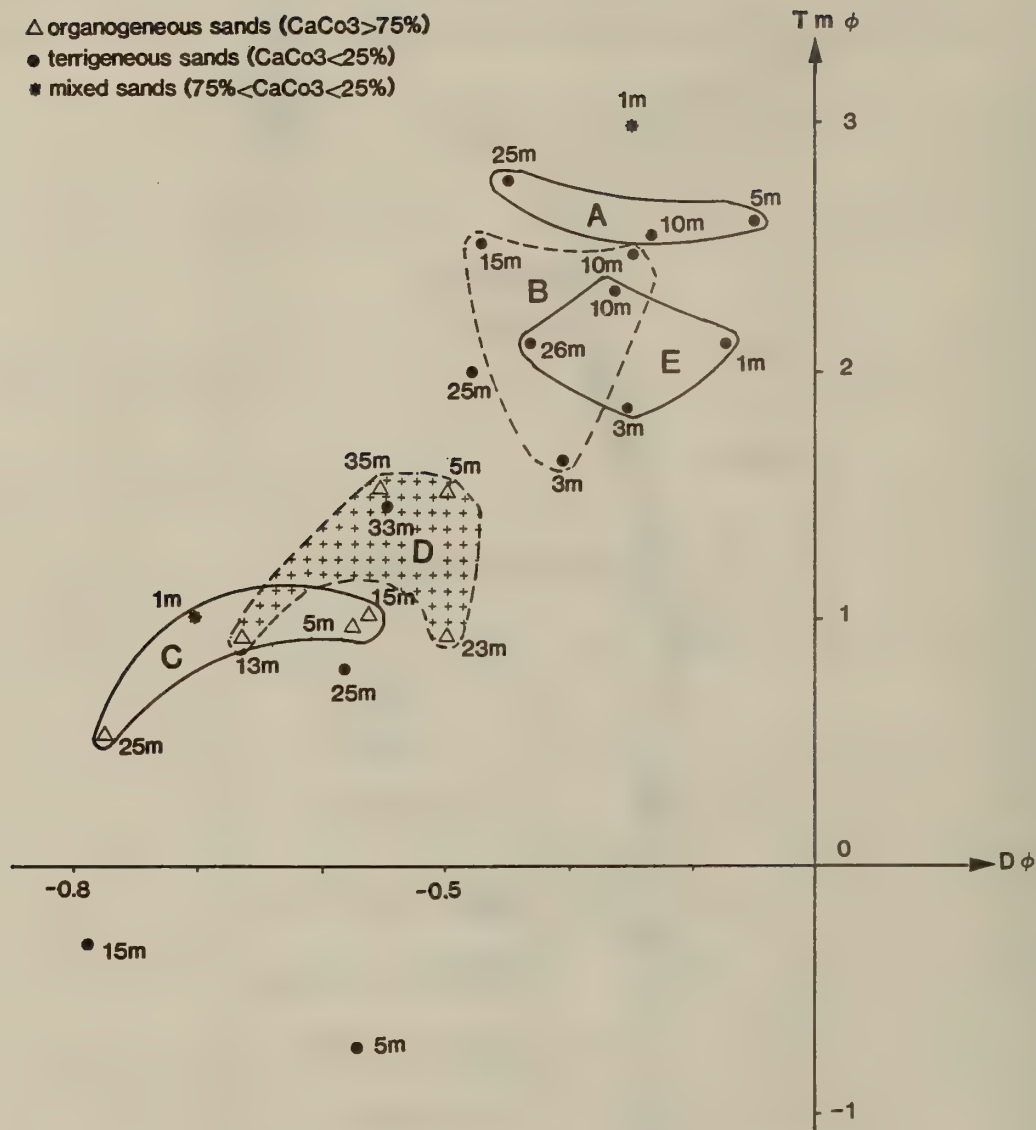 △ organogeneous sands (CaCo3>75%)
● terrigeneous sands (CaCo3<25%)
✱ mixed sands (75%<CaCo3<25%)
Tm φ
1m
3
25m
5m
A
10m
15m
10m
B
10m
26m
E
1m
2
25m
3m
3m
35m
5m
33m
D
1m
15m
5m
1
C
13m
23m
25m
25m
0
-0.8
-0.5
D φ
15m
5m
-1